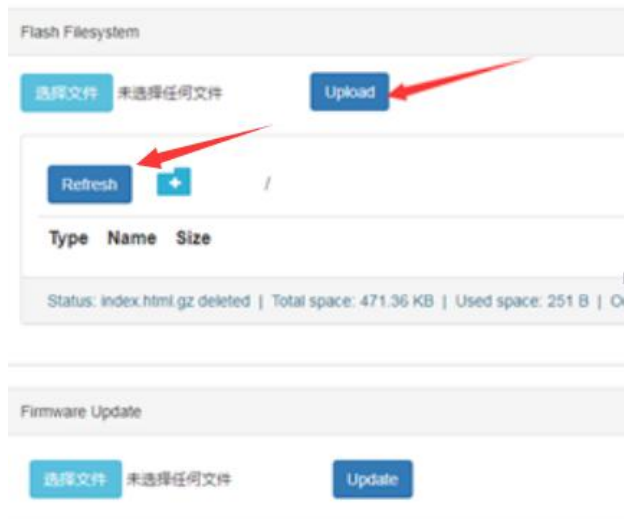 Flash Filesystem
选择文件 未选择任何文件 Upload
Refresh /
Type Name Size
Status: index.html.gz deleted | Total space: 471.36 KB | Used space: 251 B |
Firmware Update
选择文件 未选择任何文件 Update